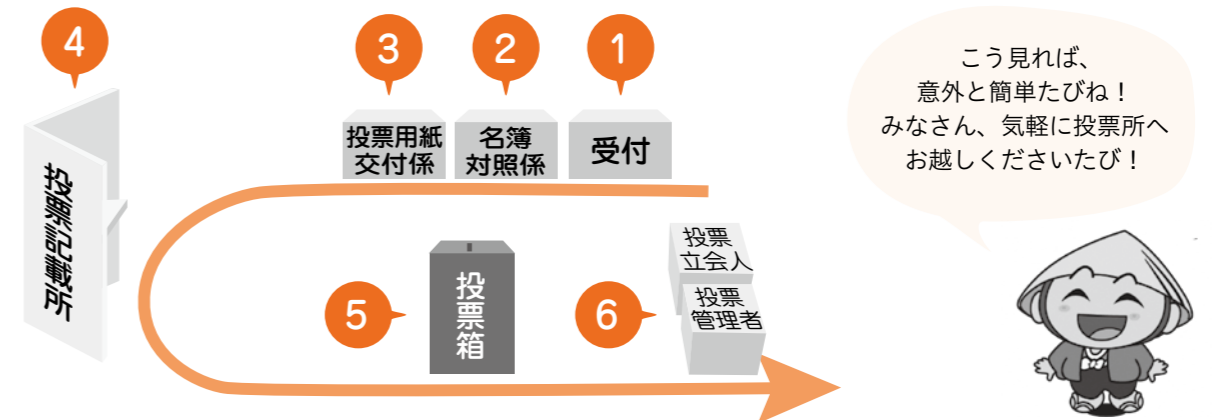 4
3
2
1
投票用紙
交付係
名簿
対照係
受付
投票記載所
こう見れば、
意外と簡単たびね！
みなさん、気軽に投票所へ
お越しくださいたび！
5
投票箱
6
投票
立会人
投票
管理者